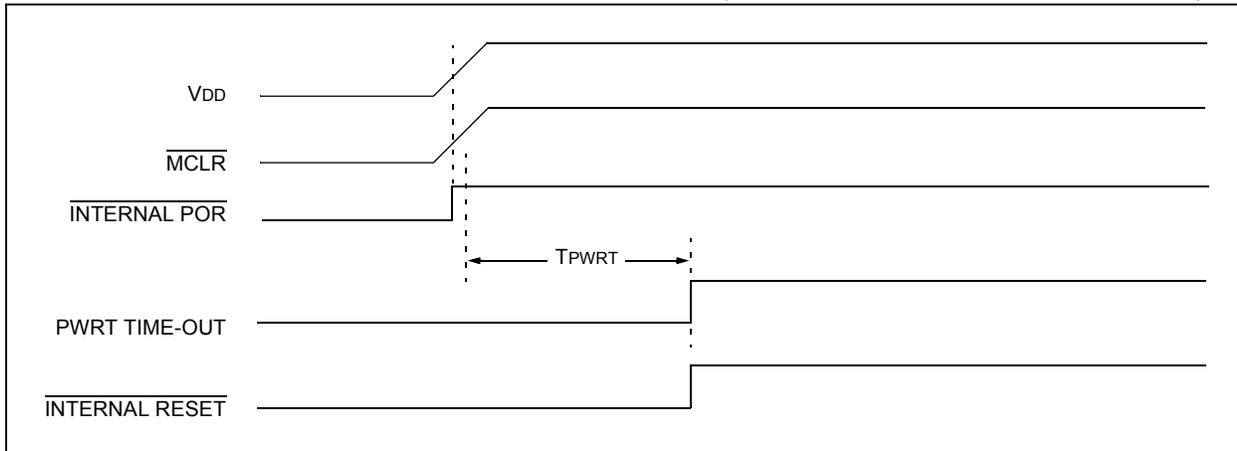 VDD
MCLR
INTERNAL POR
TPWRT
PWRT TIME-OUT
INTERNAL RESET